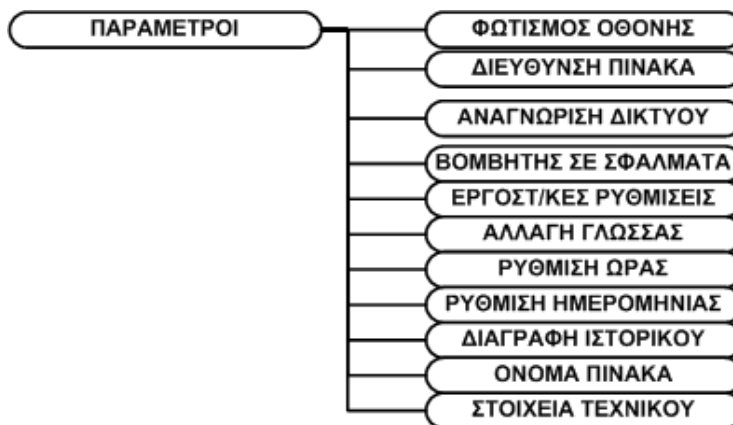 ΠΑΡΑΜΕΤΡΟΙ
ΦΩΤΙΣΜΟΣ ΟΘΟΝΗΣ
ΔΙΕΥΘΥΝΣΗ ΠΙΝΑΚΑ
ΑΝΑΓΝΩΡΙΣΗ ΔΙΚΤΥΟΥ
ΒΟΜΒΗΤΗΣ ΣΕ ΣΦΑΛΜΑΤΑ
ΕΡΓΟΣΤ/ΚΕΣ ΡΥΘΜΙΣΕΙΣ
ΑΛΛΑΓΗ ΓΛΩΣΣΑΣ
ΡΥΘΜΙΣΗ ΩΡΑΣ
ΡΥΘΜΙΣΗ ΗΜΕΡΟΜΗΝΙΑΣ
ΔΙΑΓΡΑΦΗ ΙΣΤΟΡΙΚΟΥ
ΟΝΟΜΑ ΠΙΝΑΚΑ
ΣΤΟΙΧΕΙΑ ΤΕΧΝΙΚΟΥ